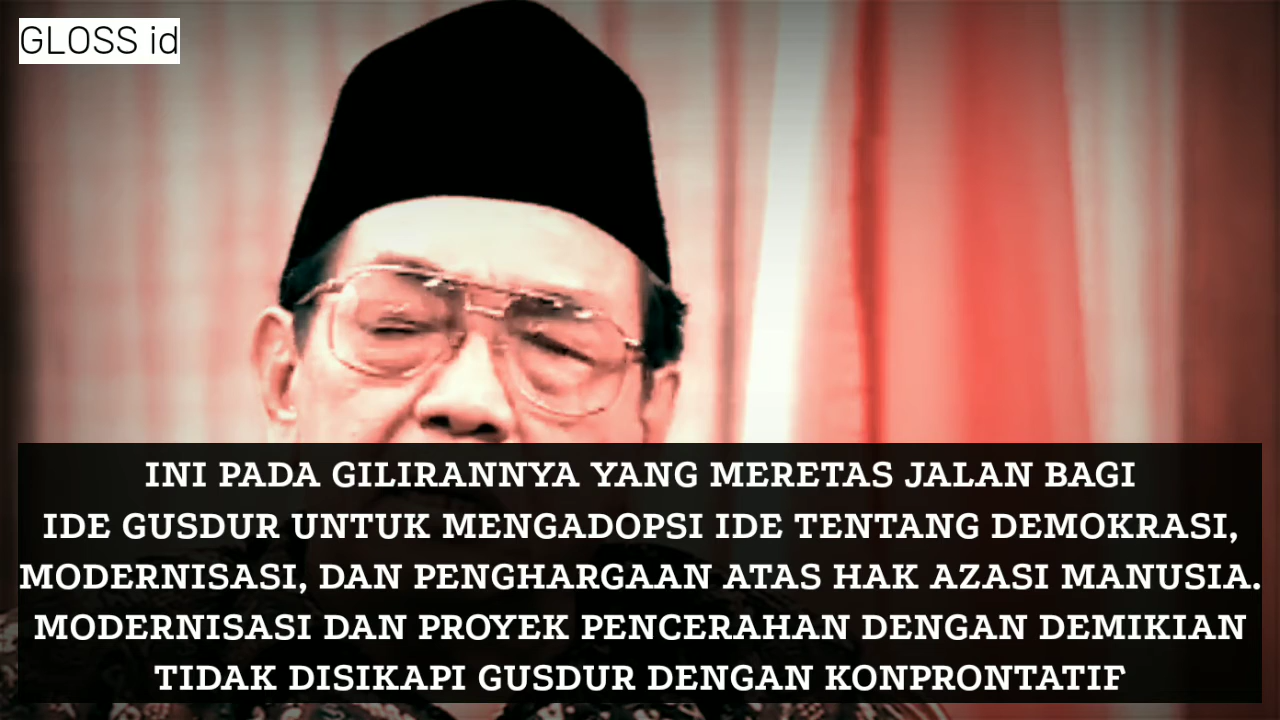 GLOSS id
INI PADA GILIRANNYA YANG MERETAS JALAN BAGI
IDE GUSDUR UNTUK MENGADOPSI IDE TENTANG DEMOKRASI,
MODERNISASI, DAN PENGHARGAAN ATAS HAK AZASI MANUSIA.
MODERNISASI DAN PROYEK PENCERAHAN DENGAN DEMIKIAN
TIDAK DISIKAPI GUSDUR DENGAN KONPRONTATIF